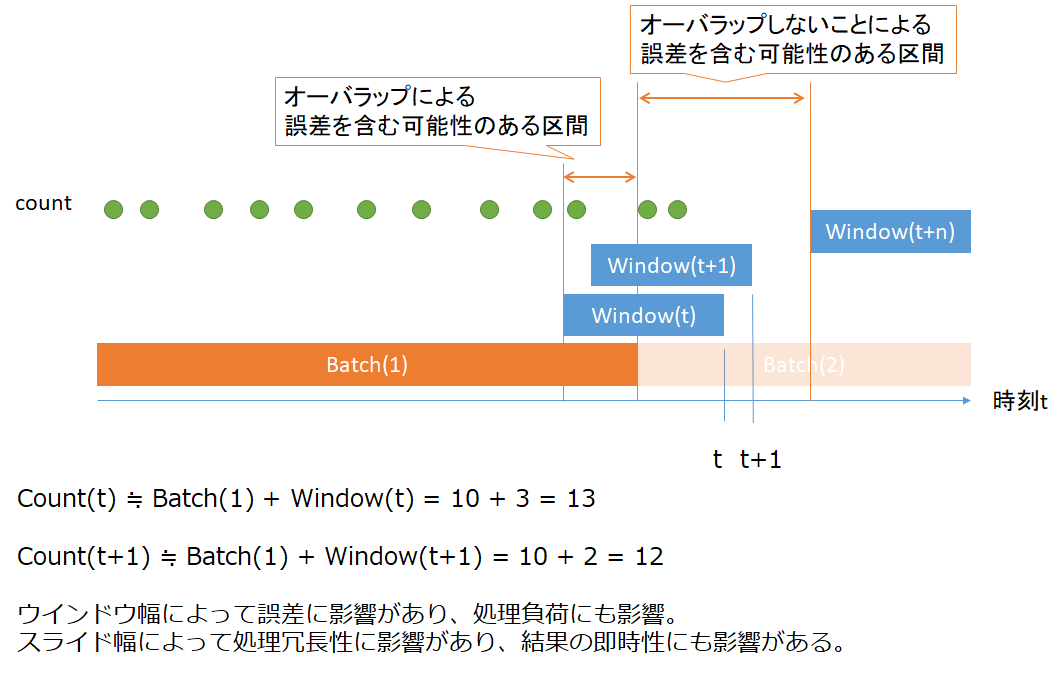 オーバラップしないことによる
誤差を含む可能性のある区間
オーバラップによる
誤差を含む可能性のある区間
count
Window(t+n)
Window(t+1)
Window(t)
Batch(1)
Batch(2)
時刻t
t
t+1
Count(t) ≒ Batch(1) + Window(t) = 10 + 3 = 13
Count(t+1) ≒ Batch(1) + Window(t+1) = 10 + 2 = 12
ウインドウ幅によって誤差に影響があり、処理負荷にも影響。
スライド幅によって処理冗長性に影響があり、結果の即時性にも影響がある。